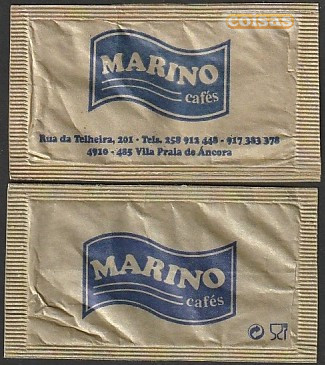 coisas
MARINO
cafés
Rua da Telheira, 201 - Tels. 258 912 448 - 917 383 378
4910 - 485 Vila Praia de Âncora
MARINO
cafés